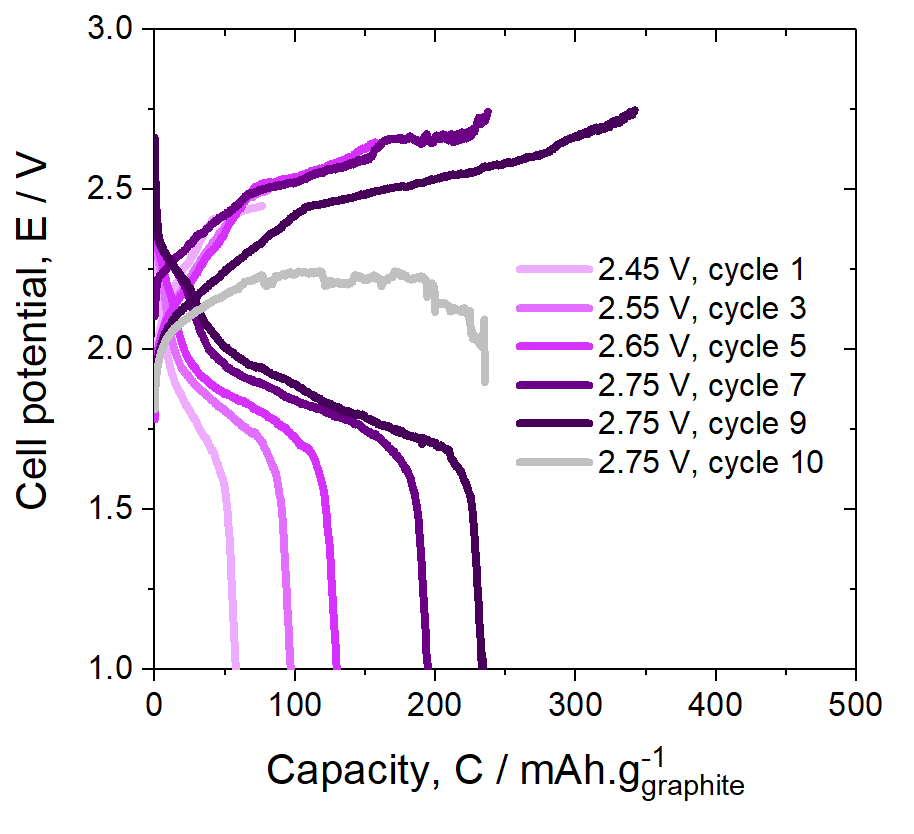 3.0
2.5
2.0
1.5
1.0
0
100
200
300
400
500
Cell potential, E / V
Capacity, C / mAh.g⁻¹graphite
2.45 V, cycle 1
2.55 V, cycle 3
2.65 V, cycle 5
2.75 V, cycle 7
2.75 V, cycle 9
2.75 V, cycle 10